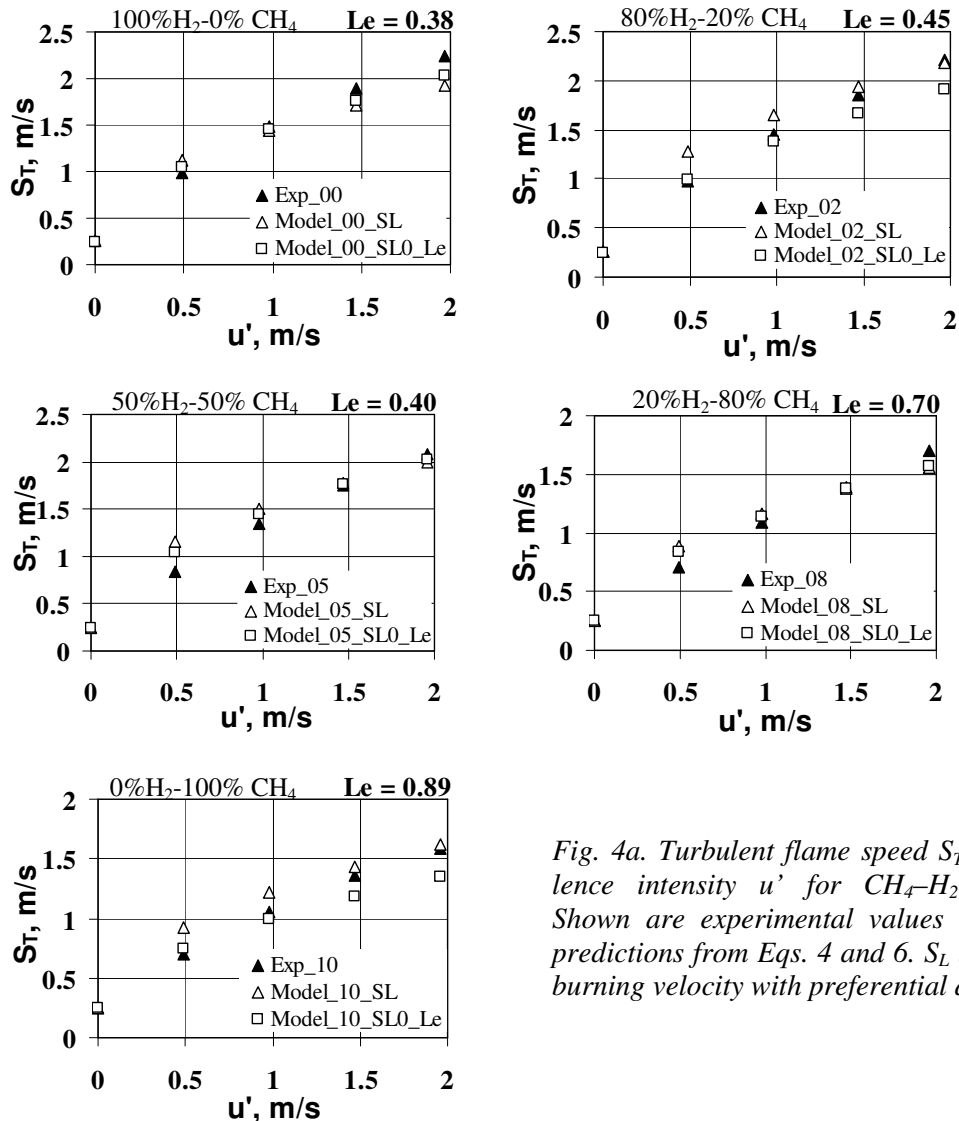 100%H₂-0% CH₄ Le = 0.38
2.5
2
1.5
1
0.5
0
S_T, m/s
▲ Exp_00
△ Model_00_SL
□ Model_00_SL0_Le
0 0.5 1 1.5 2
u', m/s
80%H₂-20% CH₄ Le = 0.45
2.5
2
1.5
1
0.5
0
S_T, m/s
▲ Exp_02
△ Model_02_SL
□ Model_02_SL0_Le
0 0.5 1 1.5 2
u', m/s
50%H₂-50% CH₄ Le = 0.40
2.5
2
1.5
1
0.5
0
S_T, m/s
▲ Exp_05
△ Model_05_SL
□ Model_05_SL0_Le
0 0.5 1 1.5 2
u', m/s
20%H₂-80% CH₄ Le = 0.70
2
1.5
1
0.5
0
S_T, m/s
▲ Exp_08
△ Model_08_SL
□ Model_08_SL0_Le
0 0.5 1 1.5 2
u', m/s
0%H₂-100% CH₄ Le = 0.89
2
1.5
1
0.5
0
S_T, m/s
▲ Exp_10
△ Model_10_SL
□ Model_10_SL0_Le
0 0.5 1 1.5 2
u', m/s
Fig. 4a. Turbulent flame speed S_T
lence intensity u' for CH₄–H₂
Shown are experimental values
predictions from Eqs. 4 and 6. S_L
burning velocity with preferential